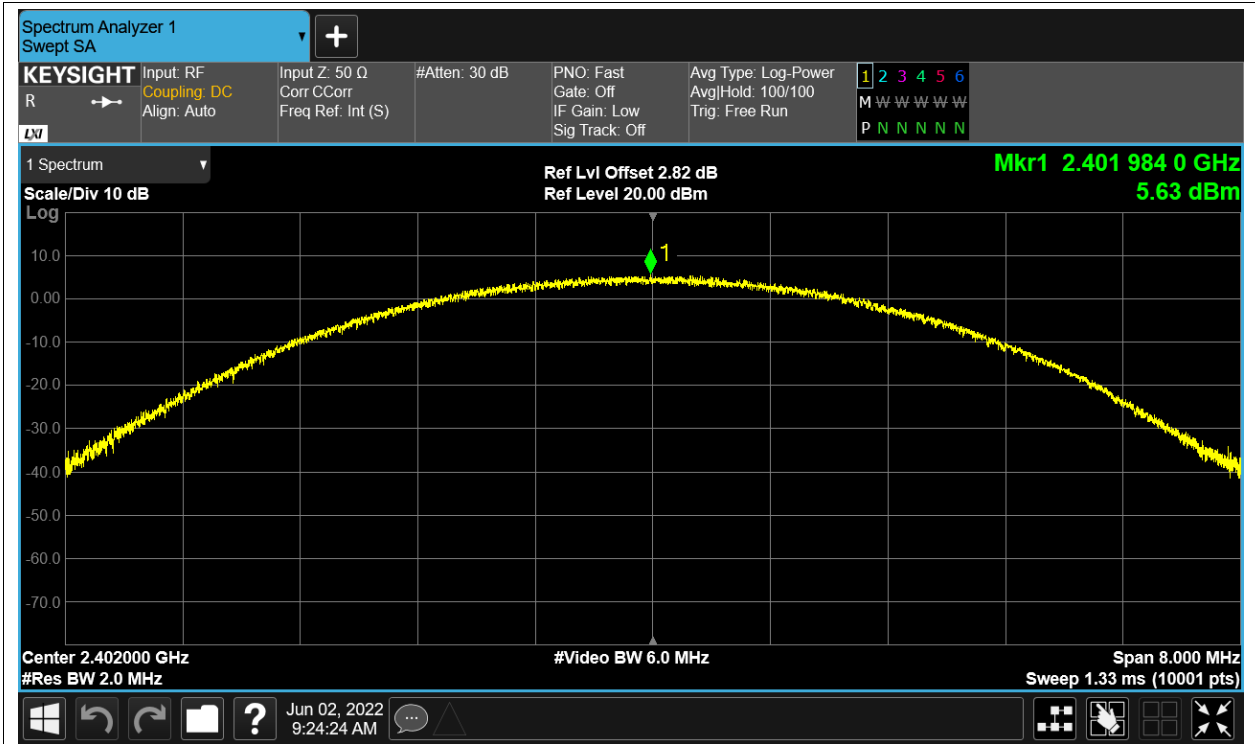 Spectrum Analyzer 1
Swept SA
KEYSIGHT
R
LXI
Input: RF
Coupling: DC
Align: Auto
Input Z: 50 Ω
Corr CCorr
Freq Ref: Int (S)
#Atten: 30 dB
PNO: Fast
Gate: Off
IF Gain: Low
Sig Track: Off
Avg Type: Log-Power
Avg|Hold: 100/100
Trig: Free Run
1 2 3 4 5 6
M W W W W W
P N N N N N
1 Spectrum
Scale/Div 10 dB
Ref Lvl Offset 2.82 dB
Ref Level 20.00 dBm
Mkr1 2.401 984 0 GHz
5.63 dBm
Log
1
10.0
0.00
-10.0
-20.0
-30.0
-40.0
-50.0
-60.0
-70.0
Center 2.402000 GHz
#Res BW 2.0 MHz
#Video BW 6.0 MHz
Span 8.000 MHz
Sweep 1.33 ms (10001 pts)
?
Jun 02, 2022
9:24:24 AM